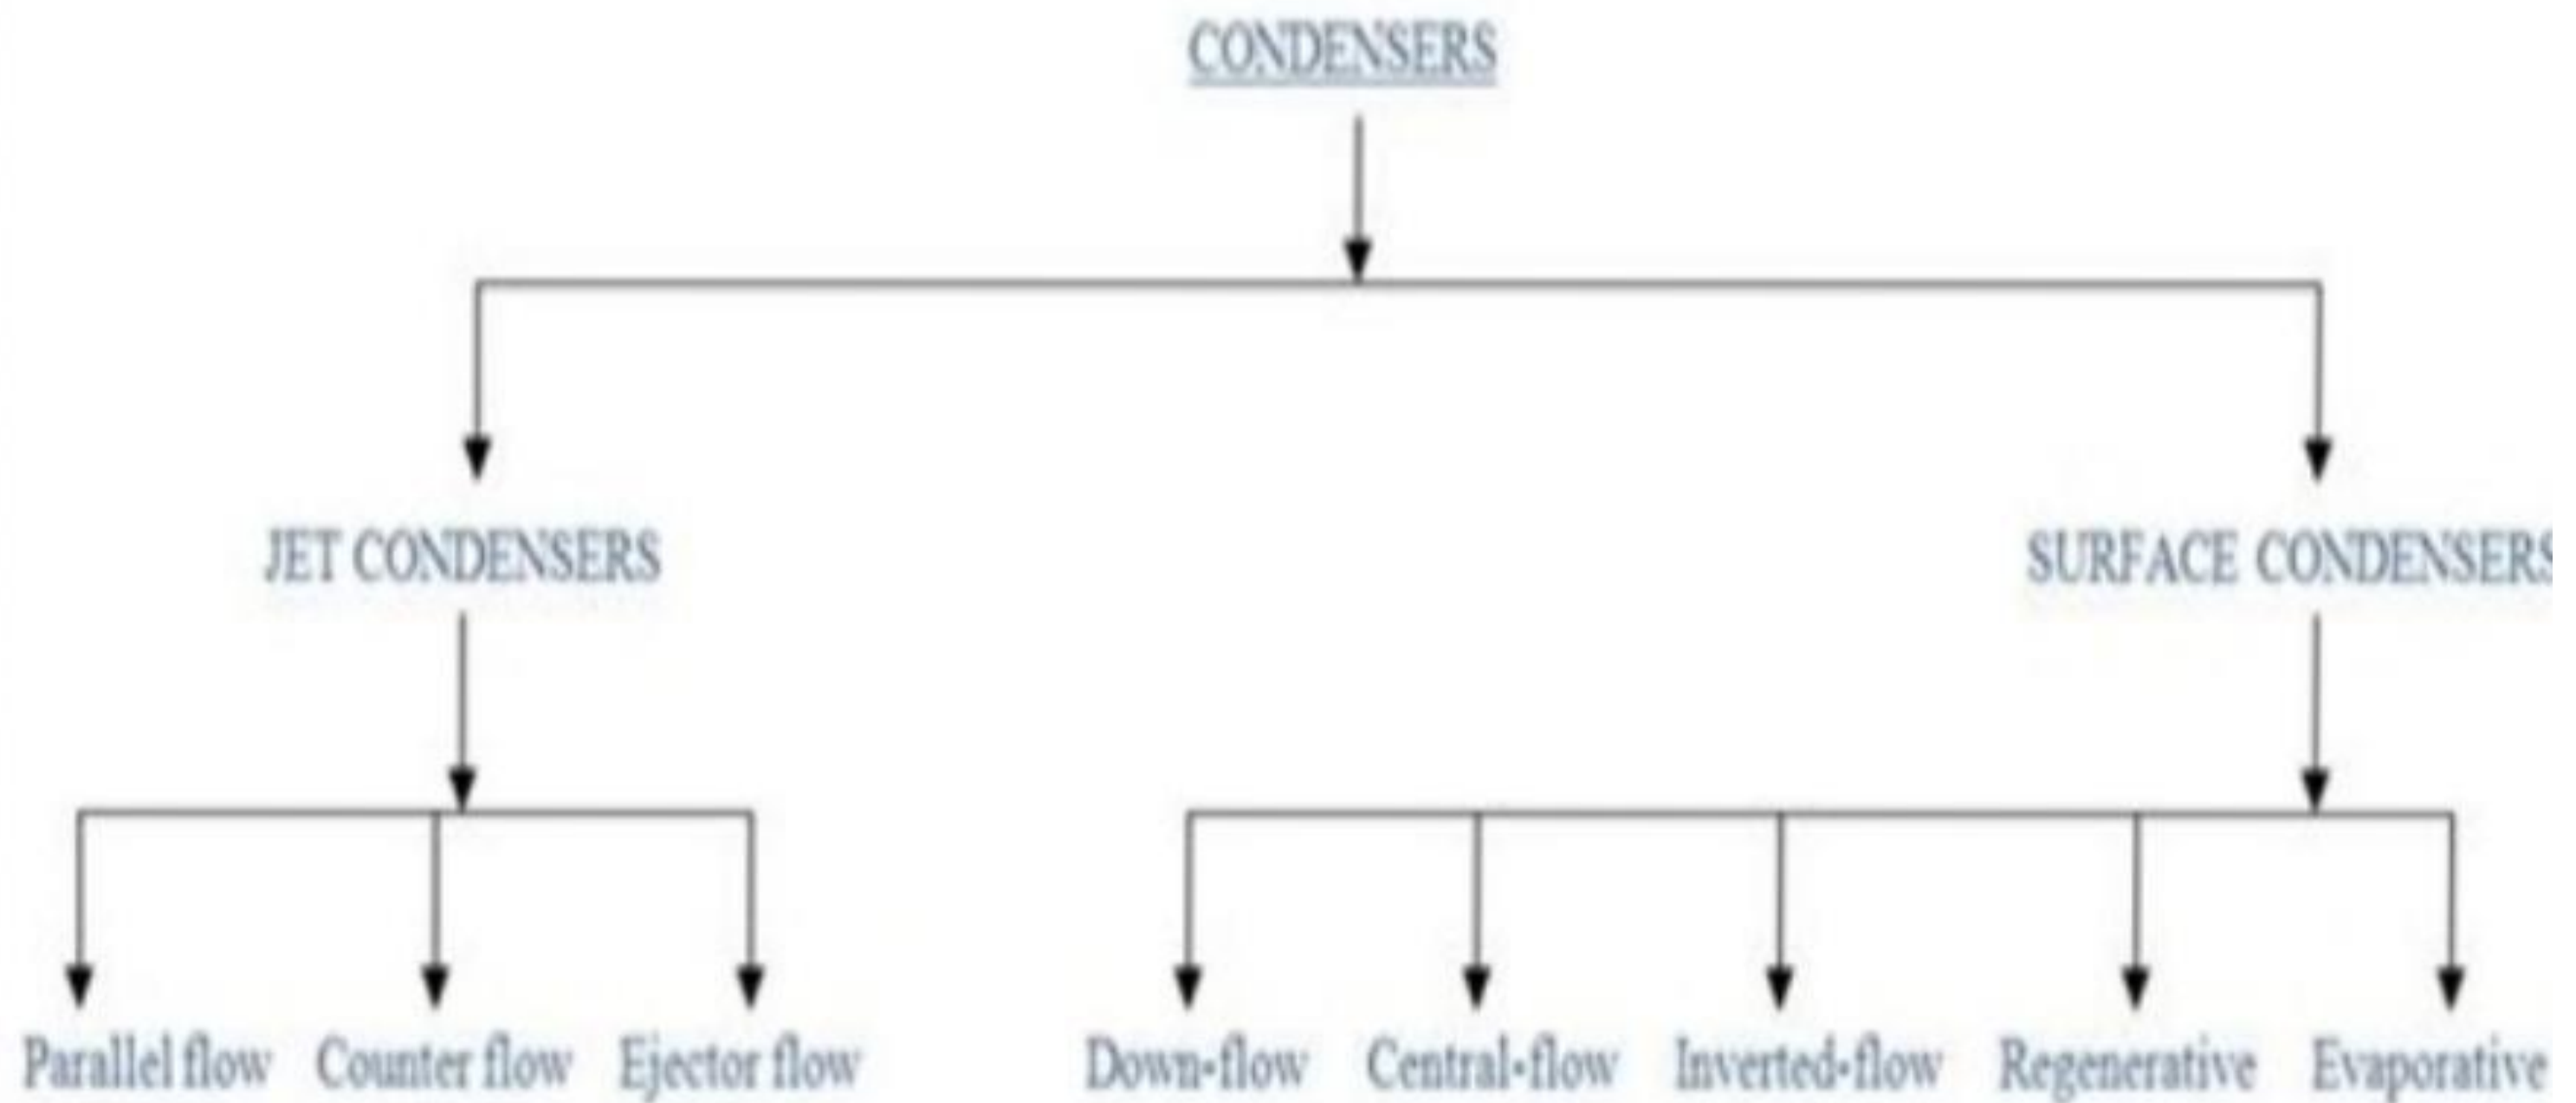 CONDENSERS
JET CONDENSERS
SURFACE CONDENSERS
Parallel flow
Counter flow
Ejector flow
Down-flow
Central-flow
Inverted-flow
Regenerative
Evaporative